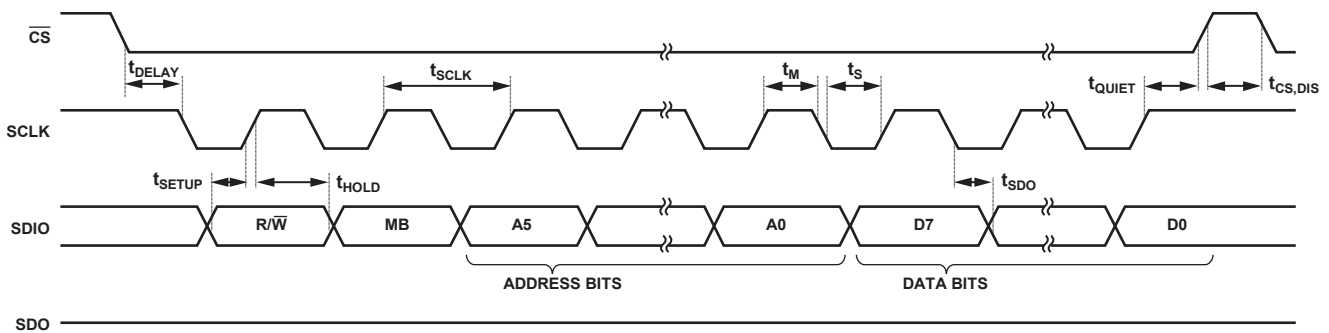 CS
tDELAY
tSCLK
tM
tS
tQUIET
tCS,DIS
SCLK
tSETUP
tHOLD
tSDO
SDIO
R/W
MB
A5
A0
D7
D0
ADDRESS BITS
DATA BITS
SDO